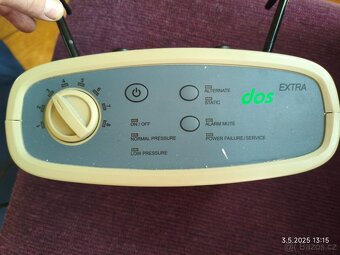 ALTERNATE
STATIC
dos
EXTRA
ON / OFF
ALARM MUTE
NORMAL PRESSURE
POWER FAILURE / SERVICE
LOW PRESSURE
3.5.2025 13:15